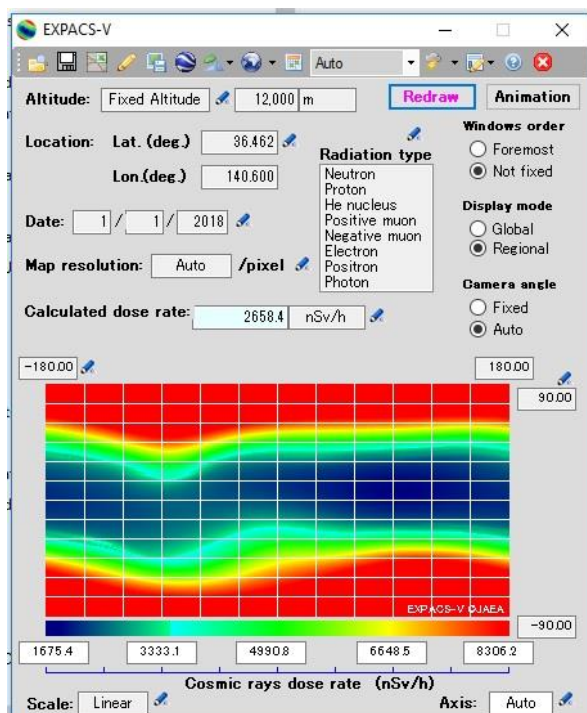 EXPACS-V
Auto
Altitude: Fixed Altitude 12,000 m Redraw Animation
Location: Lat. (deg.) 36.462
Lon.(deg.) 140.600
Date: 1 / 1 / 2018
Map resolution: Auto /pixel
Calculated dose rate: 2658.4 nSv/h
Radiation type
Neutron
Proton
He nucleus
Positive muon
Negative muon
Electron
Positron
Photon
Windows order
Foremost
Not fixed
Display mode
Global
Regional
Camera angle
Fixed
Auto
-180.00 180.00
90.00
EXPACS-V ©JAEA
-90.00
1675.4 3333.1 4990.8 6648.5 8306.2
Cosmic rays dose rate (nSv/h)
Scale: Linear Axis: Auto